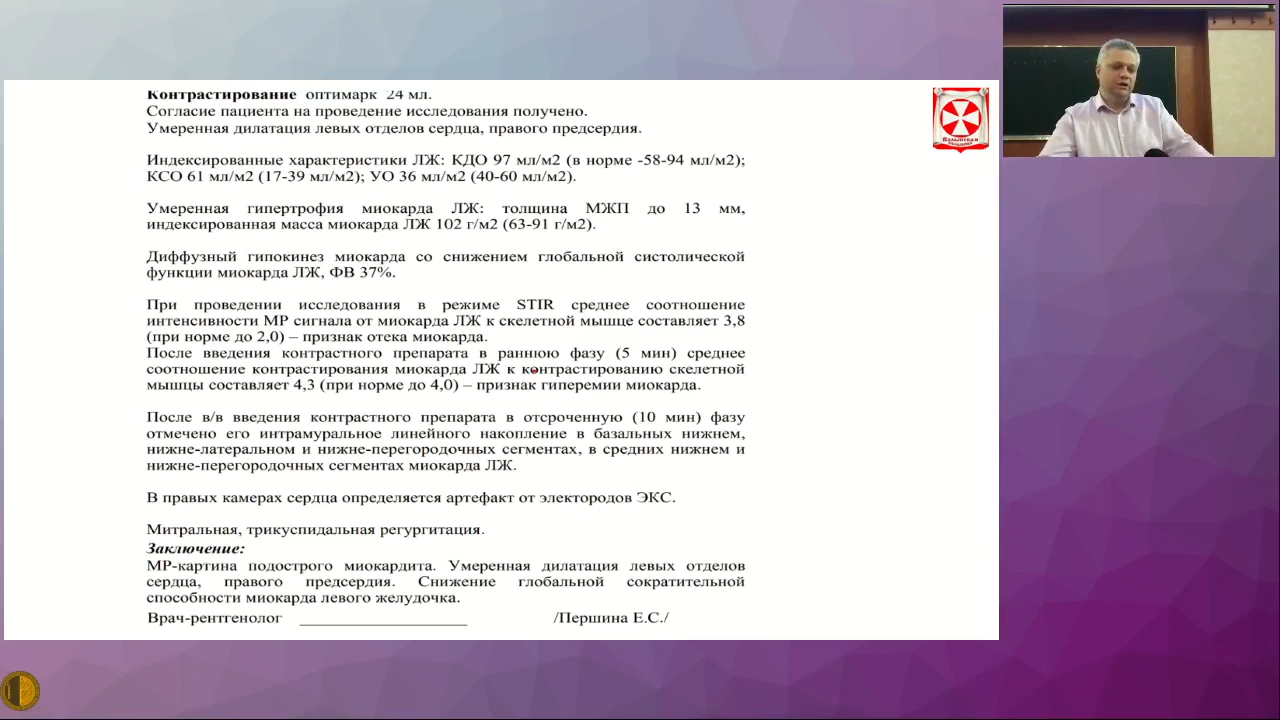 Контрастирование оптимарк 24 мл.
Согласие пациента на проведение исследования получено.
Умеренная дилатация левых отделов сердца, правого предсердия.
Индексированные характеристики ЛЖ: КДО 97 мл/м2 (в норме -58-94 мл/м2);
КСО 61 мл/м2 (17-39 мл/м2); УО 36 мл/м2 (40-60 мл/м2).
Умеренная гипертрофия миокарда ЛЖ: толщина МЖП до 13 мм,
индексированная масса миокарда ЛЖ 102 г/м2 (63-91 г/м2).
Диффузный гипокинез миокарда со снижением глобальной систолической
функции миокарда ЛЖ, ФВ 37%.
При проведении исследования в режиме STIR среднее соотношение
интенсивности МР сигнала от миокарда ЛЖ к скелетной мышце составляет 3,8
(при норме до 2,0) – признак отека миокарда.
После введения контрастного препарата в раннюю фазу (5 мин) среднее
соотношение контрастирования миокарда ЛЖ к контрастированию скелетной
мышцы составляет 4,3 (при норме до 4,0) – признак гиперемии миокарда.
После в/в введения контрастного препарата в отсроченную (10 мин) фазу
отмечено его интрамуральное линейного накопление в базальных нижнем,
нижне-латеральном и нижне-перегородочных сегментах, в средних нижнем и
нижне-перегородочных сегментах миокарда ЛЖ.
В правых камерах сердца определяется артефакт от электородов ЭКС.
Митральная, трикуспидальная регургитация.
Заключение:
МР-картина подострого миокардита. Умеренная дилатация левых отделов
сердца, правого предсердия. Снижение глобальной сократительной
способности миокарда левого желудочка.
Врач-рентгенолог ______________________ /Першина Е.С./